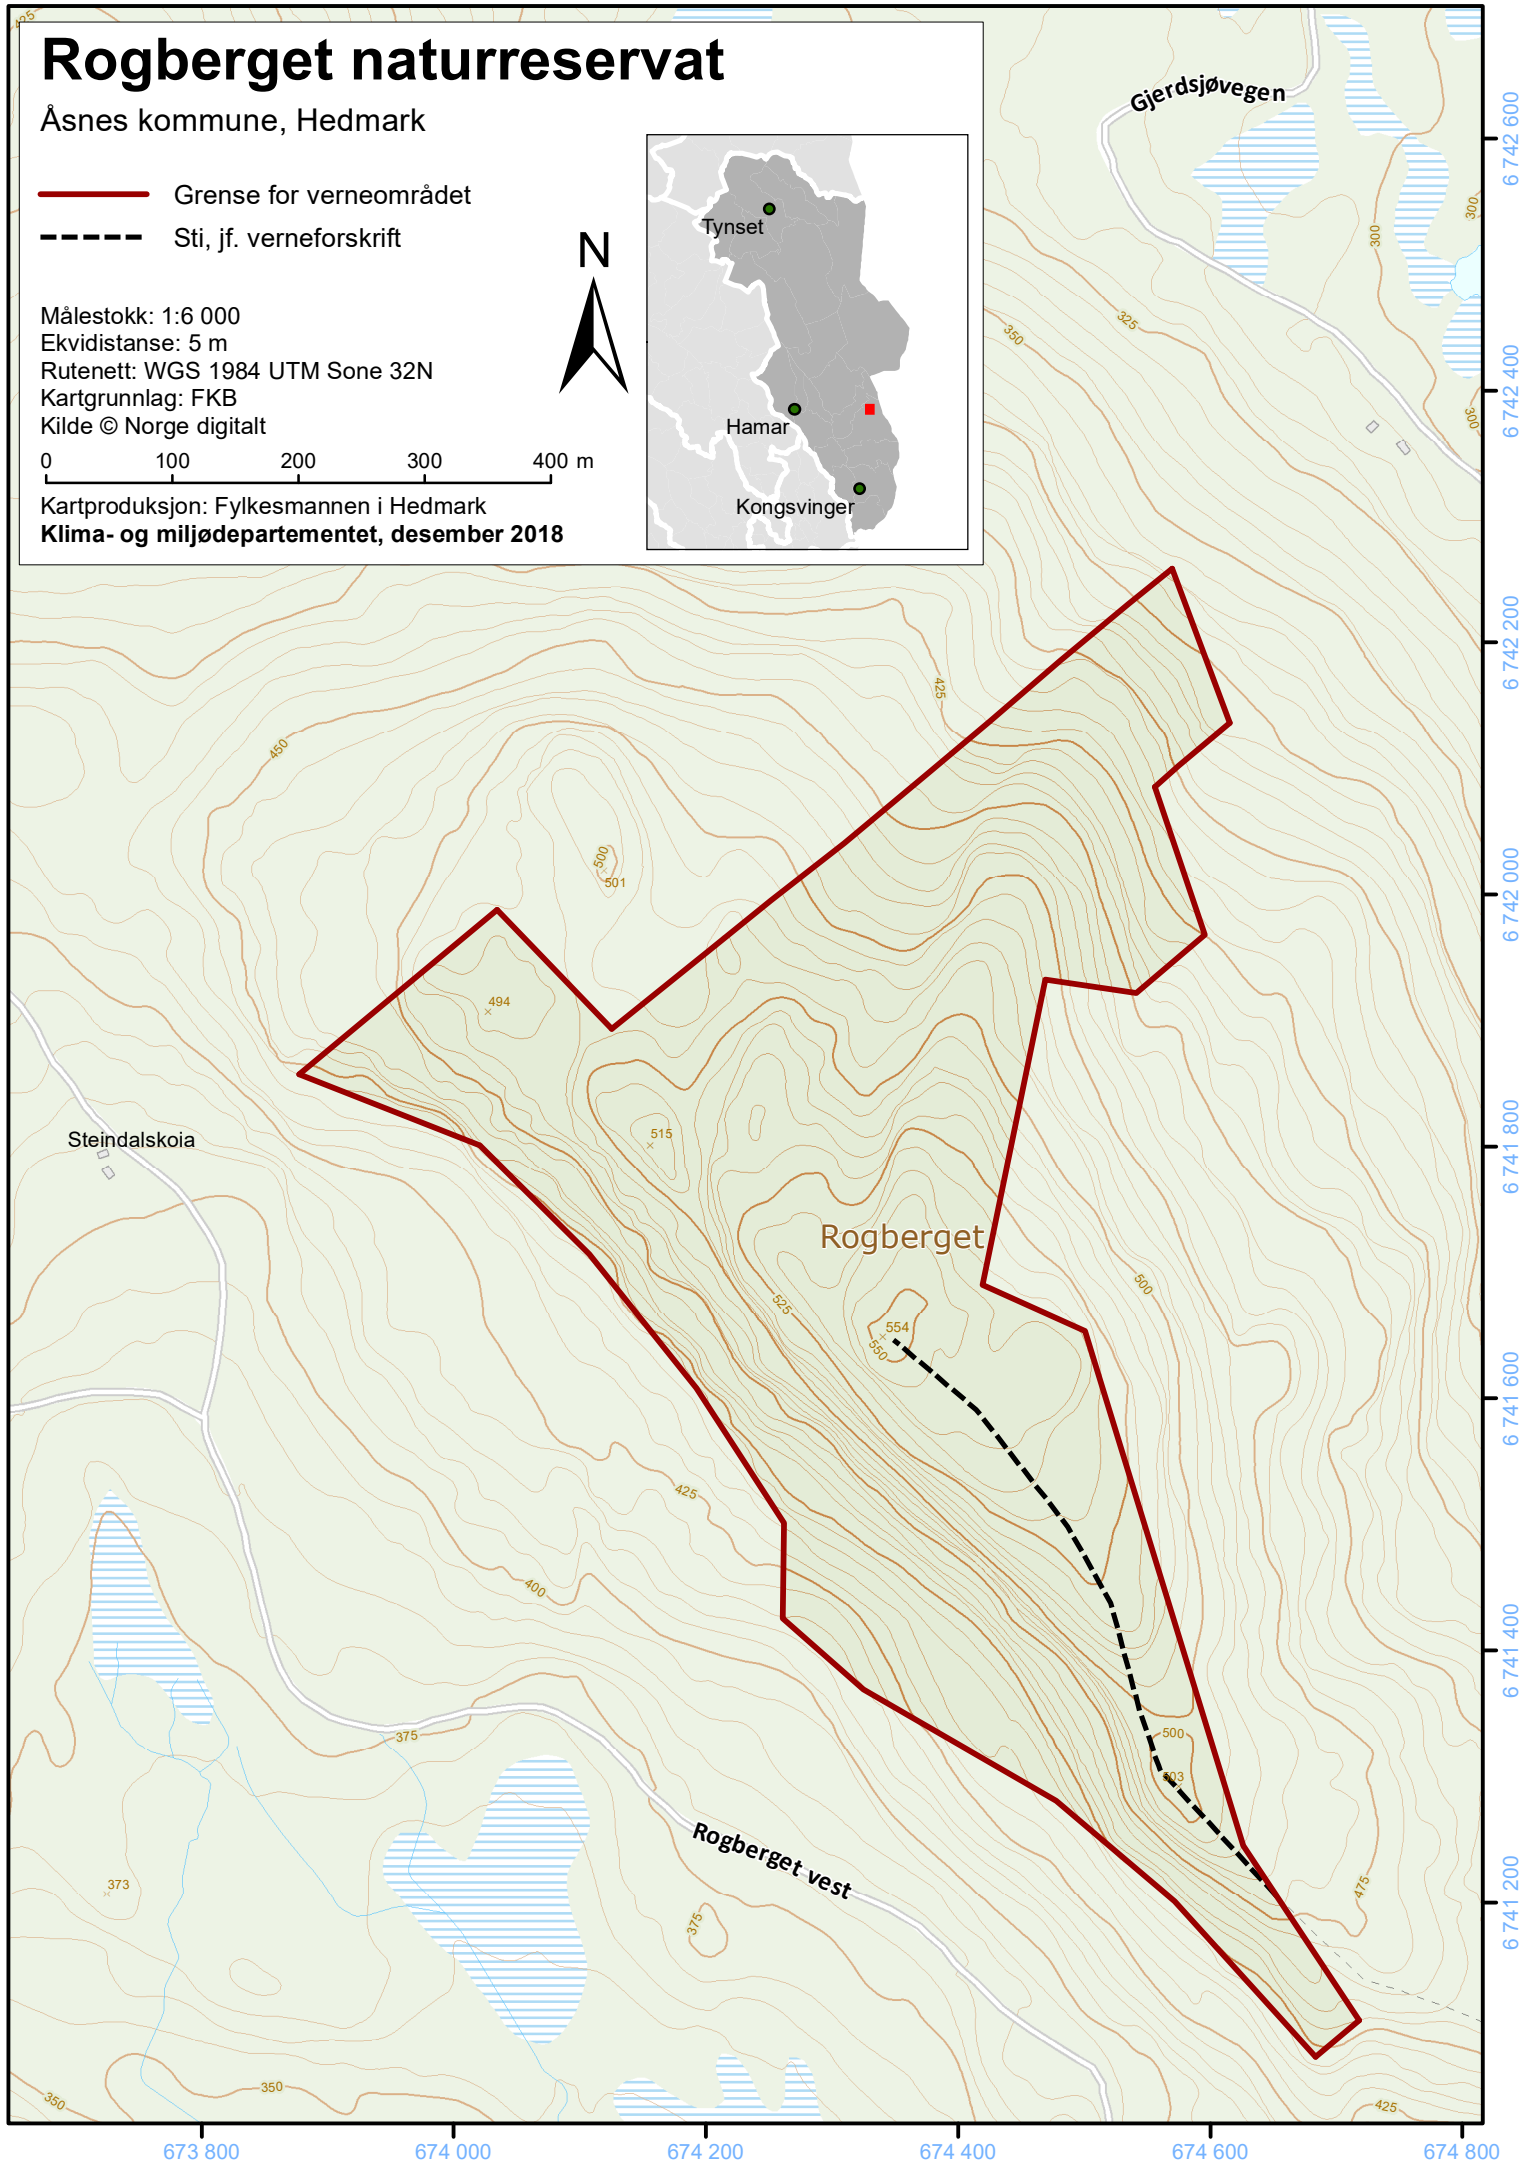 Rogberget naturreservat
Åsnes kommune, Hedmark
Grense for verneområdet
Sti, jf. verneforskrift
N
Målestokk: 1:6 000
Ekvidistanse: 5 m
Rutenett: WGS 1984 UTM Sone 32N
Kartgrunnlag: FKB
Kilde © Norge digitalt
0 100 200 300 400 m
Kartproduksjon: Fylkesmannen i Hedmark
Klima- og miljødepartementet, desember 2018
Tynset
Hamar
Kongsvinger
425
Gjerdsjøvegen
300
300
325
350
300
425
450
500
501
494
Steindalskoia
515
Rogberget
500
525
554
550
425
400
375
500
503
Rogberget vest
373
375
475
350
350
425
6 742 600
6 742 400
6 742 200
6 742 000
6 741 800
6 741 600
6 741 400
6 741 200
673 800
674 000
674 200
674 400
674 600
674 800